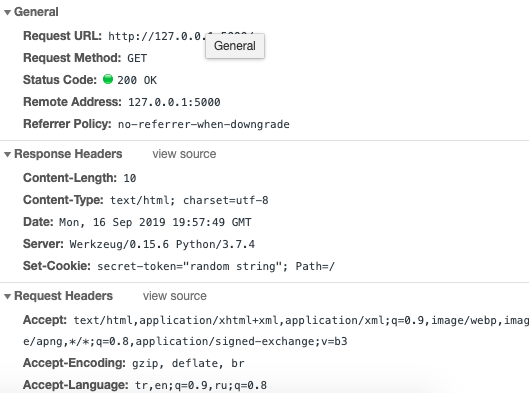 ▼ General
Request URL: http://127.0.0.
General
Request Method: GET
Status Code: 200 OK
Remote Address: 127.0.0.1:5000
Referrer Policy: no-referrer-when-downgrade
▼ Response Headers view source
Content-Length: 10
Content-Type: text/html; charset=utf-8
Date: Mon, 16 Sep 2019 19:57:49 GMT
Server: Werkzeug/0.15.6 Python/3.7.4
Set-Cookie: secret-token="random string"; Path=/
▼ Request Headers view source
Accept: text/html,application/xhtml+xml,application/xml;q=0.9,image/webp,imag
e/apng,*/*;q=0.8,application/signed-exchange;v=b3
Accept-Encoding: gzip, deflate, br
Accept-Language: tr,en;q=0.9,ru;q=0.8